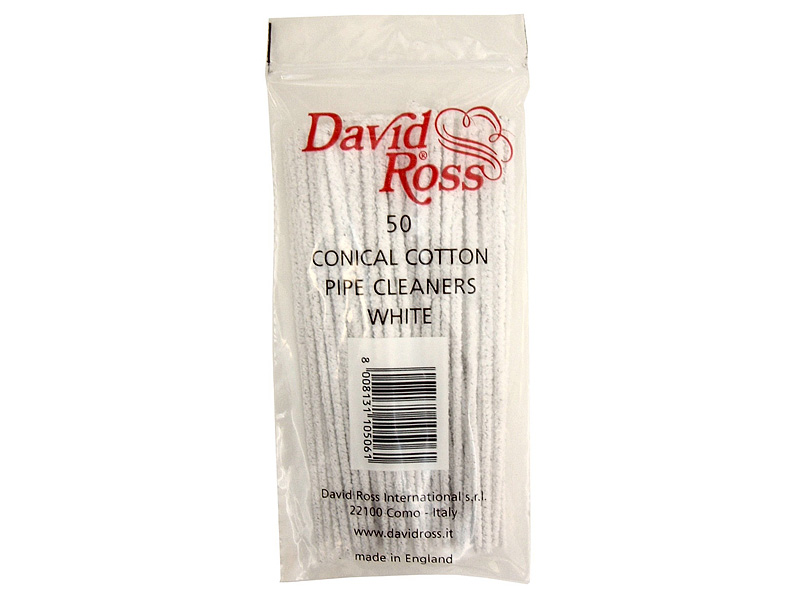 David
Ross®
50
CONICAL COTTON
PIPE CLEANERS
WHITE
8 008131 105061
David Ross International s.r.l.
22100 Como - Italy
www.davidross.it
made in England